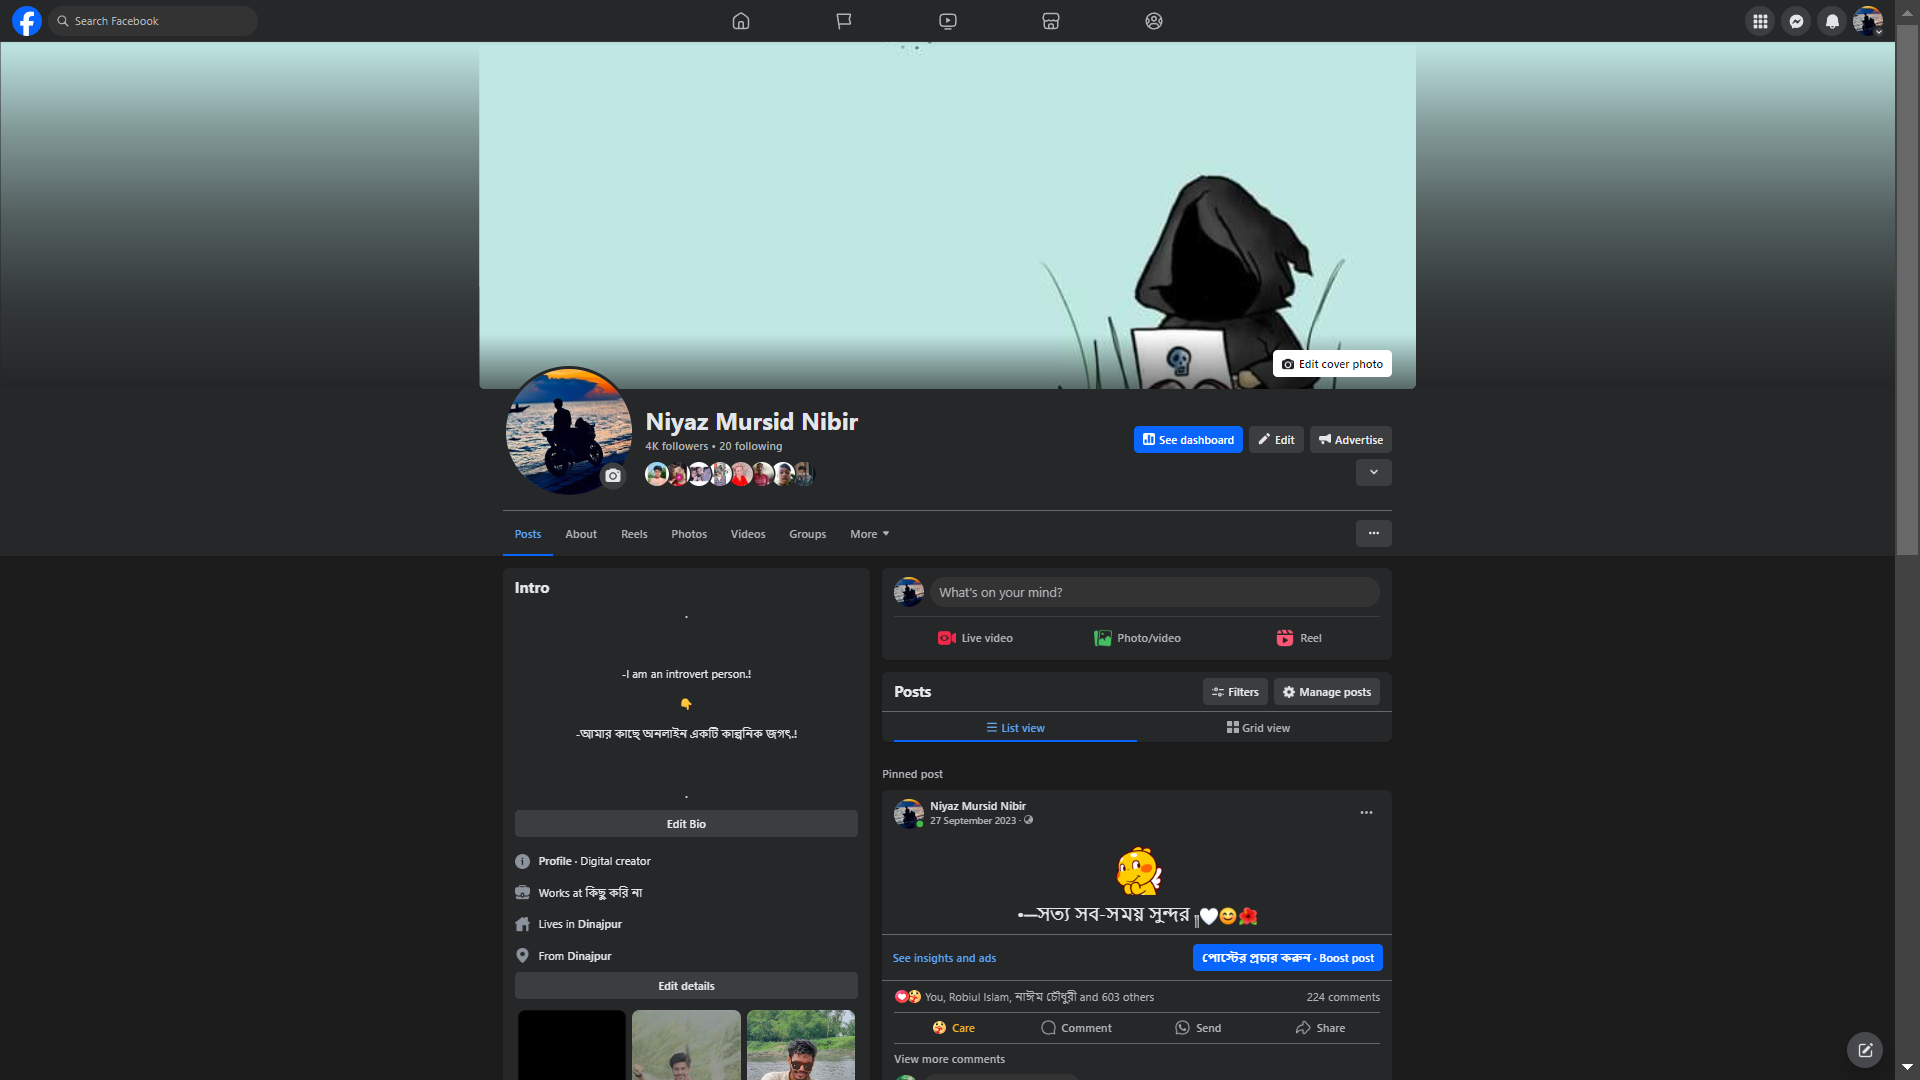 Search Facebook
Edit cover photo
Niyaz Mursid Nibir
4K followers • 20 following
See dashboard
Edit
Advertise
Posts
About
Reels
Photos
Videos
Groups
More
Intro
.
-I am an introvert person.!
👇
-আমার কাছে অনলাইন একটি কাল্পনিক জগৎ.!
.
Edit Bio
Profile · Digital creator
Works at কিছু করি না
Lives in Dinajpur
From Dinajpur
Edit details
What's on your mind?
Live video
Photo/video
Reel
Posts
Filters
Manage posts
List view
Grid view
Pinned post
Niyaz Mursid Nibir
27 September 2023 ·
•—সত্য সব-সময় সুন্দর ║🤍😊🌺
See insights and ads
পোস্টের প্রচার করুন · Boost post
You, Robiul Islam, নাঈম চৌধুরী and 603 others
224 comments
Care
Comment
Send
Share
View more comments